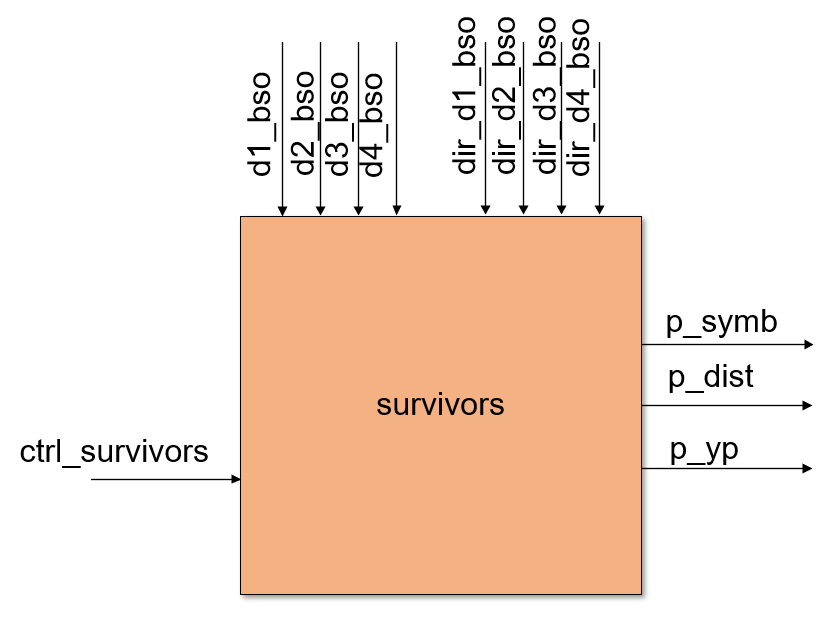 d1_bso
d2_bso
d3_bso
d4_bso
dir_d1_bso
dir_d2_bso
dir_d3_bso
dir_d4_bso
p_symb
p_dist
survivors
p_yp
ctrl_survivors